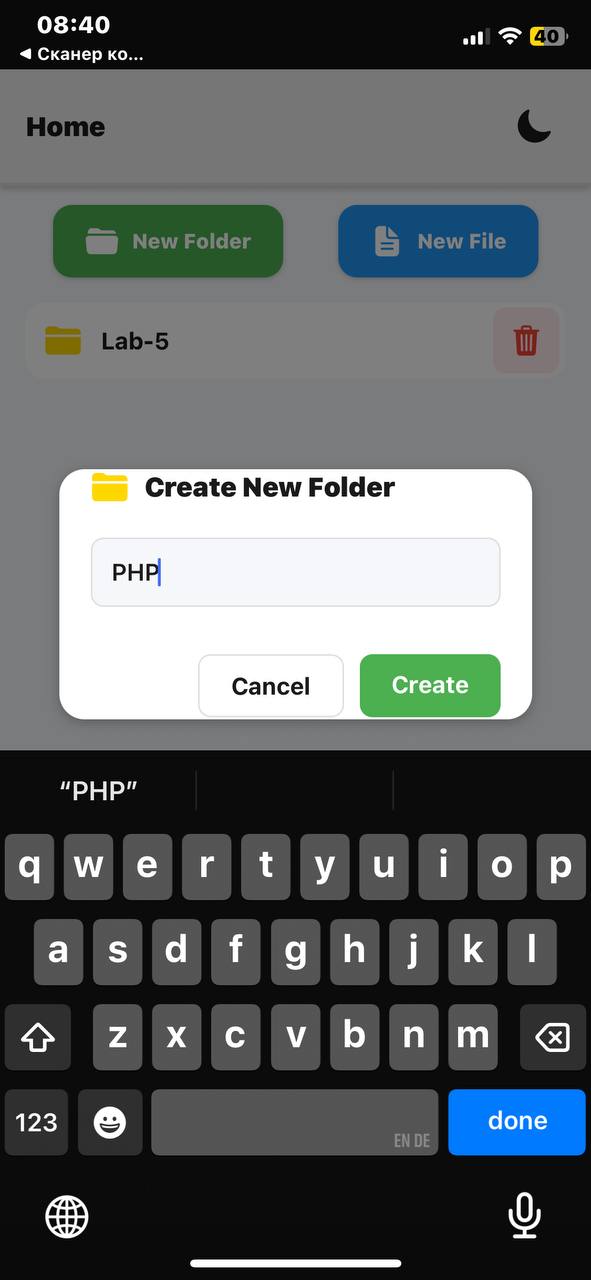 08:40
40
◀ Сканер ко...
Home
New Folder
New File
Lab-5
Create New Folder
PHP
Cancel
Create
“PHP”
q w e r t y u i o p
a s d f g h j k l
z x c v b n m
123
EN DE
done